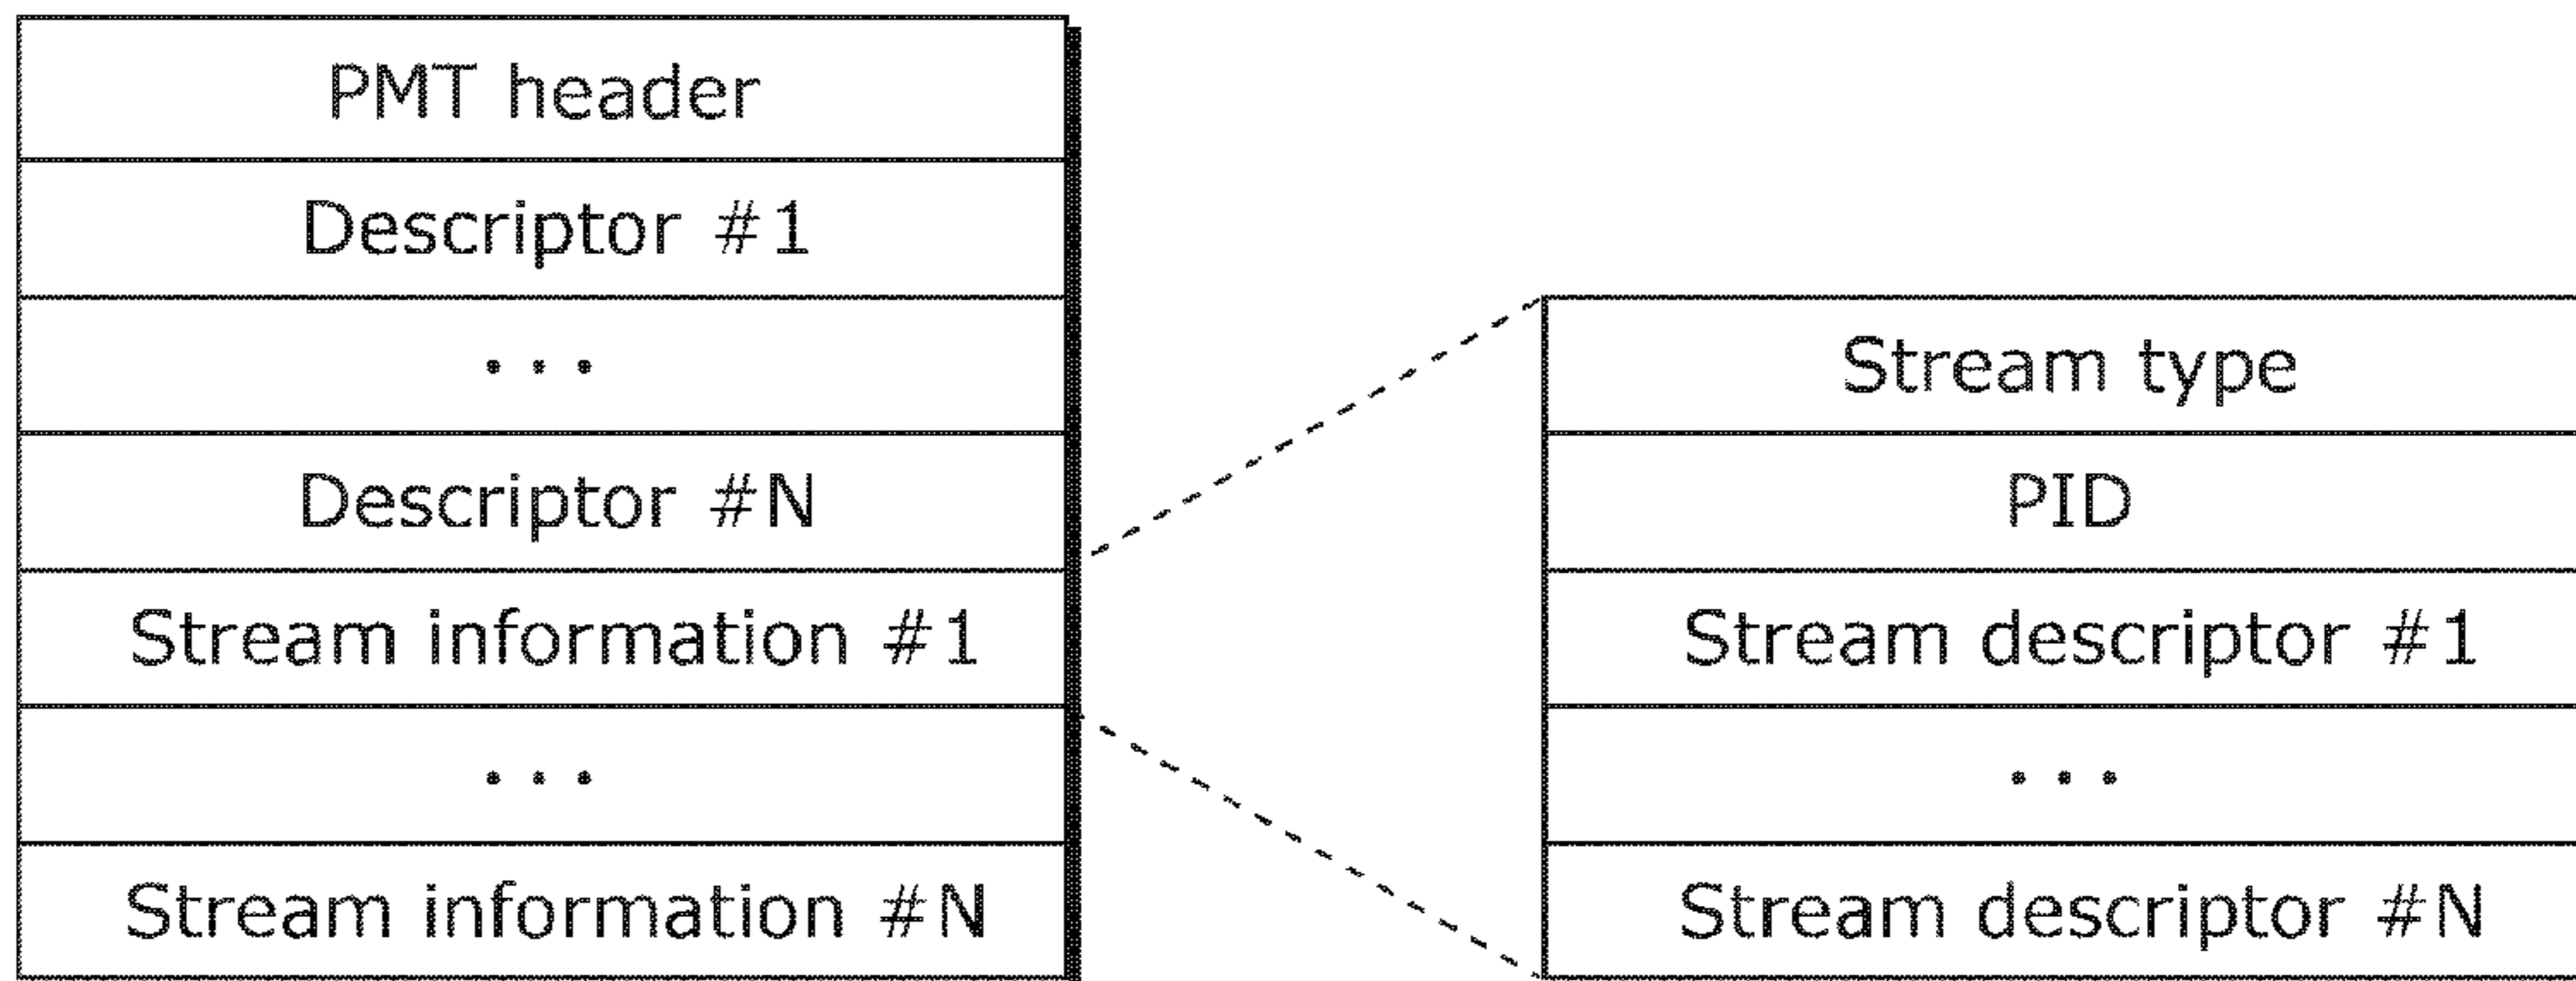 PMT header
Descriptor #1
...
Descriptor #N
Stream information #1
...
Stream information #N
Stream type
PID
Stream descriptor #1
...
Stream descriptor #N